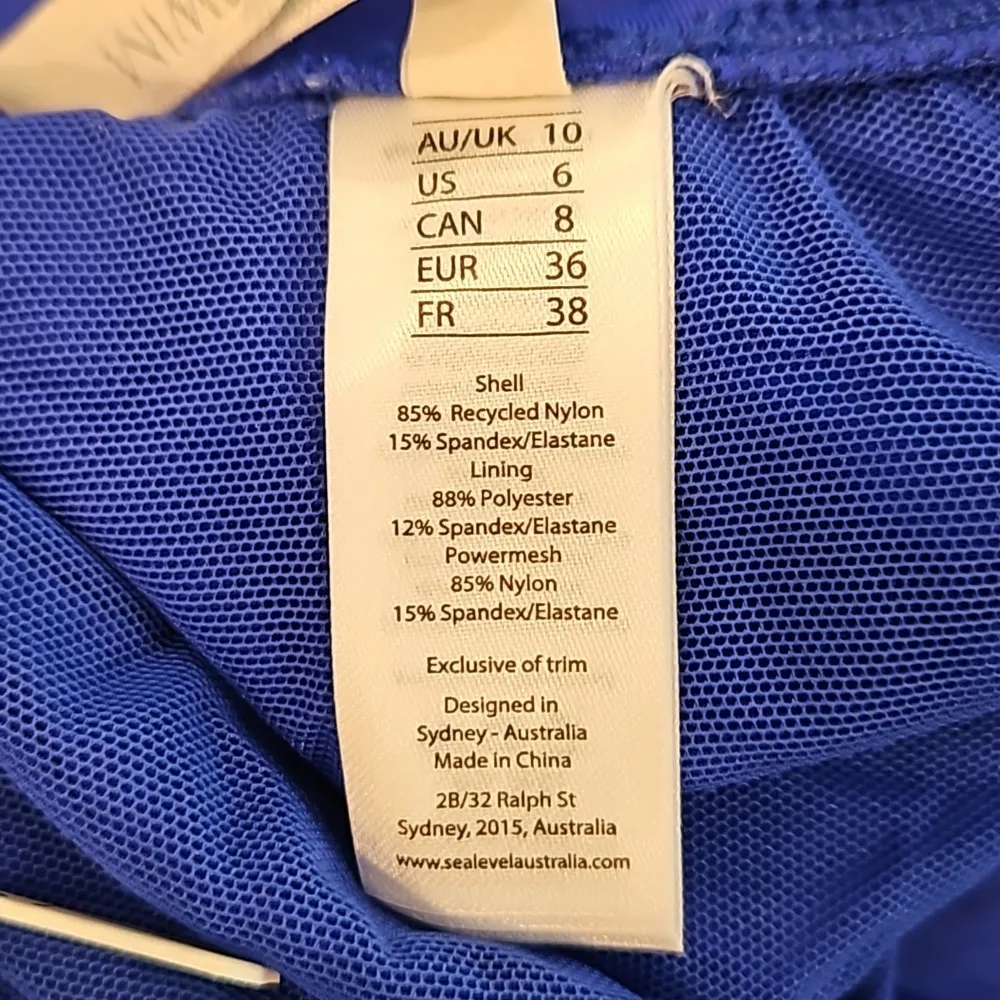 AU/UK 10
US 6
CAN 8
EUR 36
FR 38
Shell
85% Recycled Nylon
15% Spandex/Elastane
Lining
88% Polyester
12% Spandex/Elastane
Powermesh
85% Nylon
15% Spandex/Elastane
Exclusive of trim
Designed in
Sydney - Australia
Made in China
2B/32 Ralph St
Sydney, 2015, Australia
www.sealevelaustralia.com